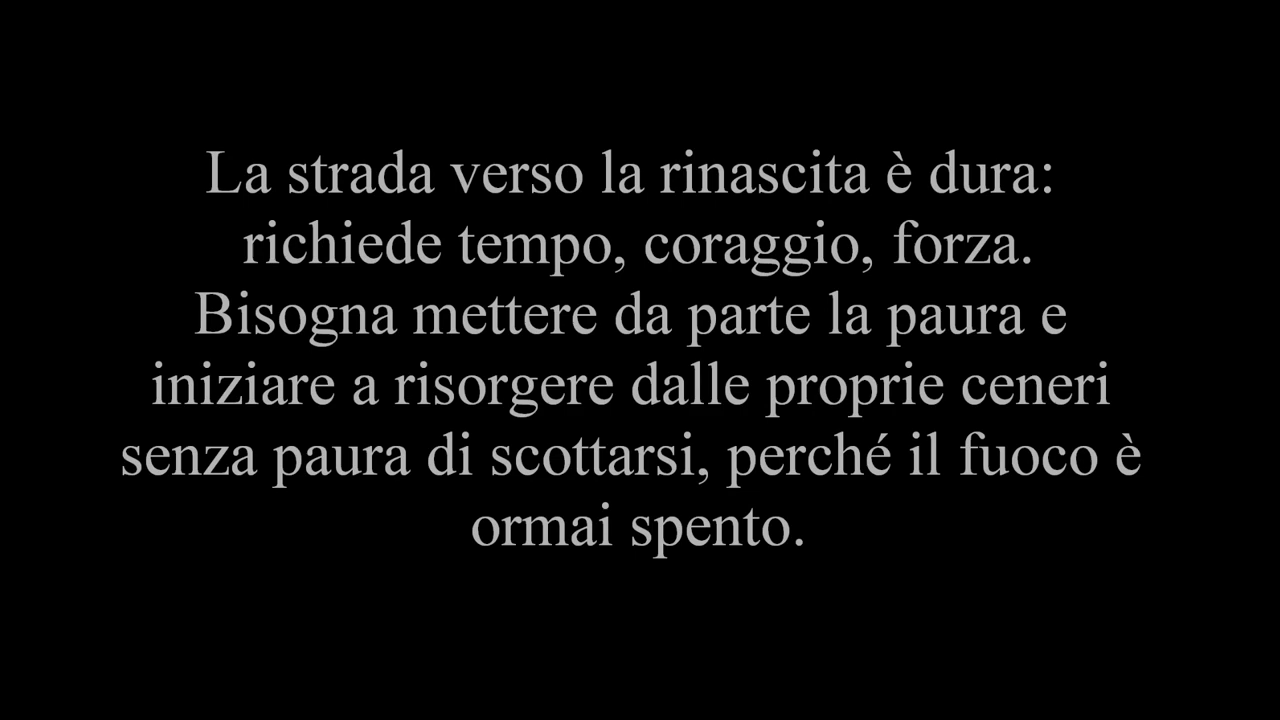 La strada verso la rinascita è dura:
richiede tempo, coraggio, forza.
Bisogna mettere da parte la paura e
iniziare a risorgere dalle proprie ceneri
senza paura di scottarsi, perché il fuoco è
ormai spento.